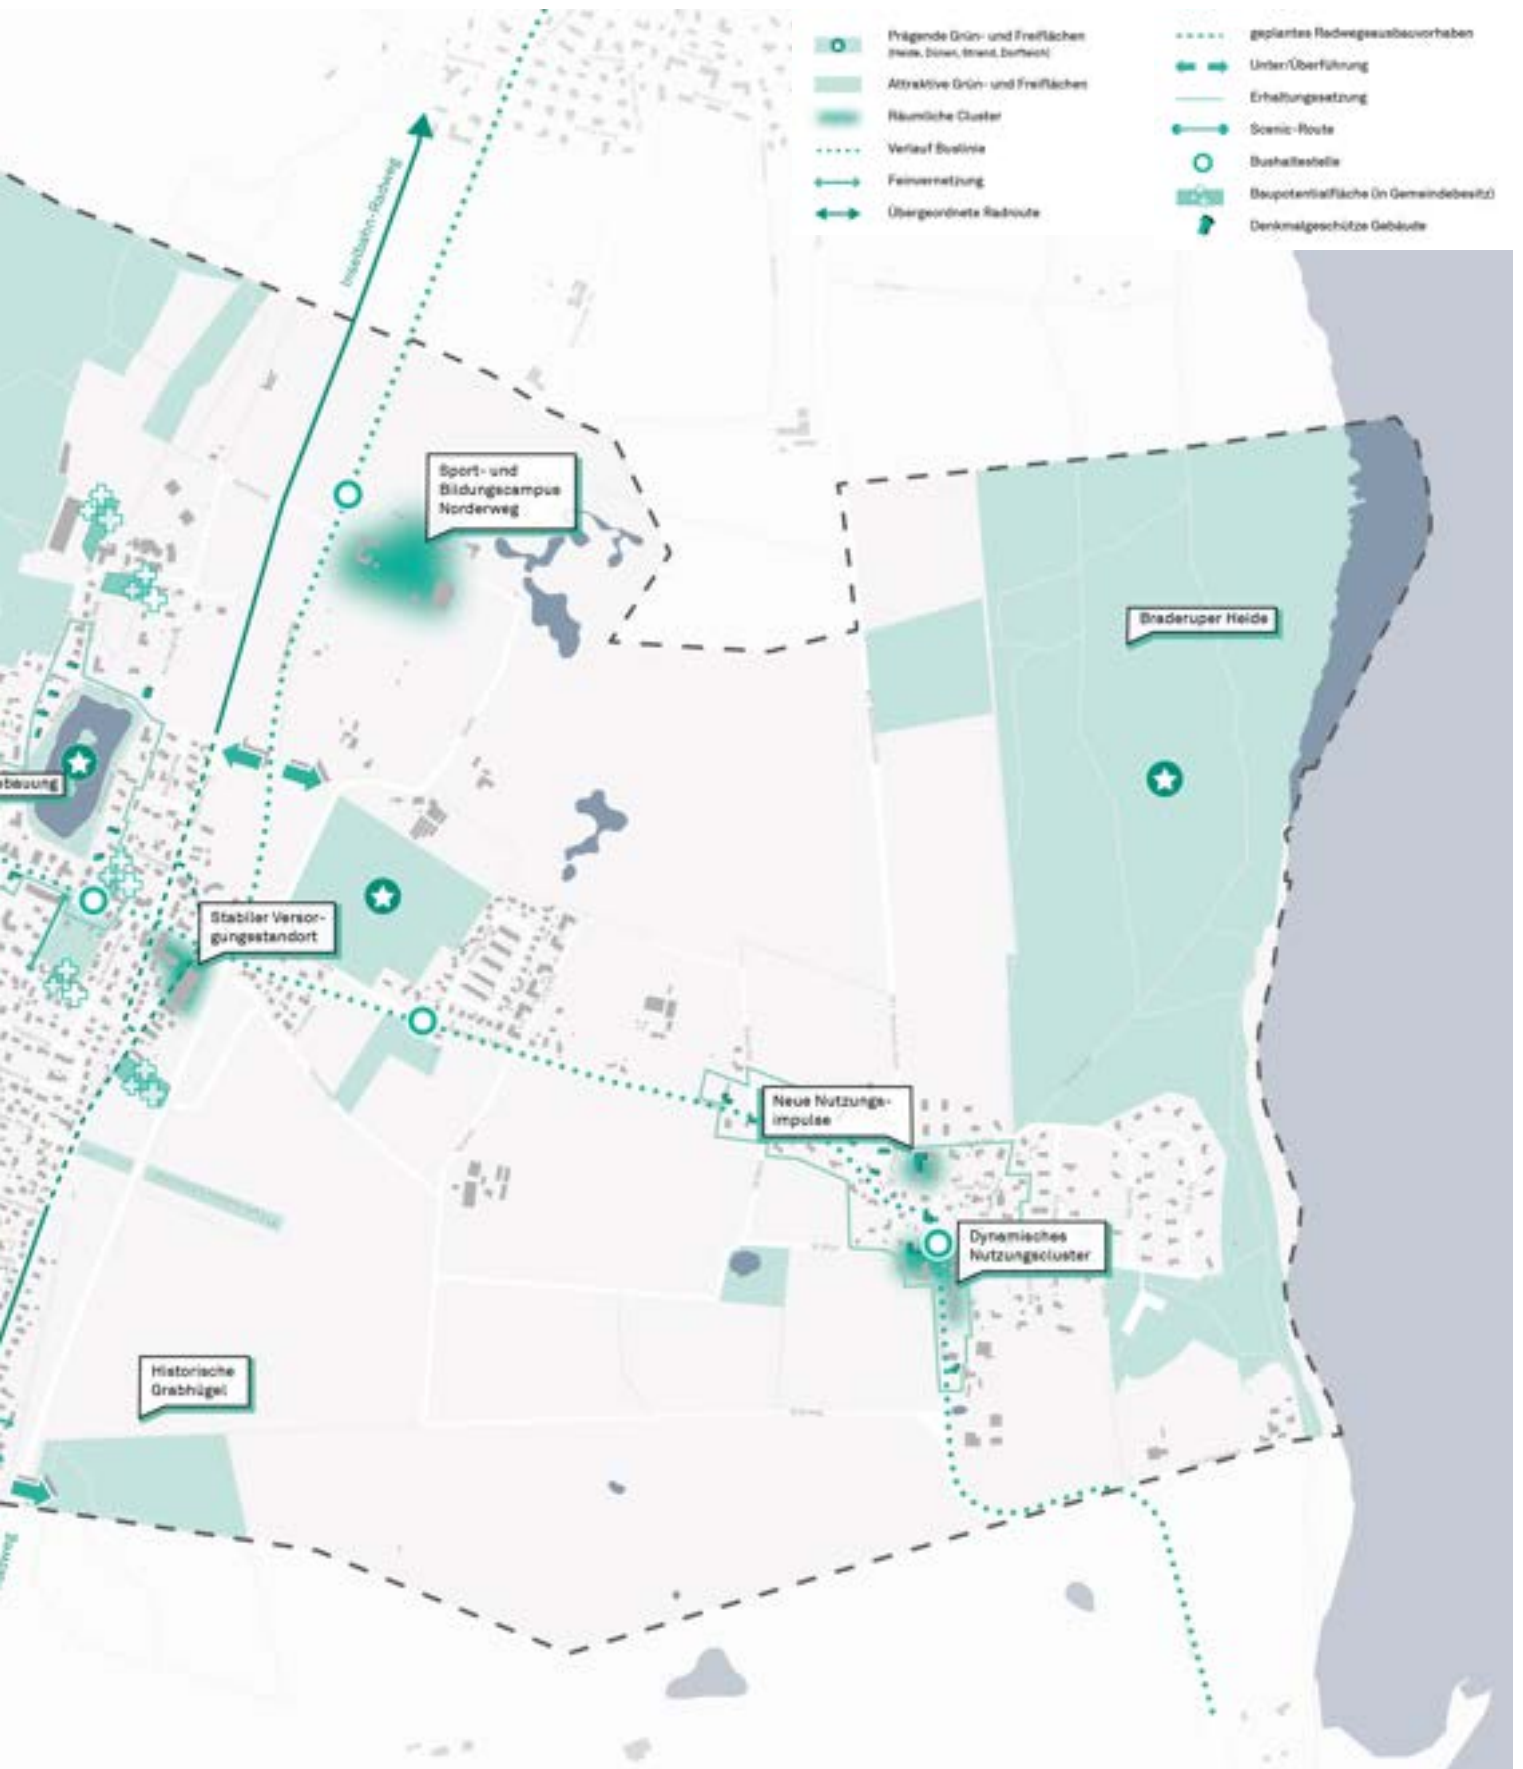 Prägende Grün- und Freiflächen
(Heide, Dünen, Strand, Dorfteich)
Attraktive Grün- und Freiflächen
Räumliche Cluster
Verlauf Buslinie
Feinvernetzung
Übergeordnete Radroute
geplantes Radwegeausbauvorhaben
Unter/Überführung
Erhaltungssatzung
Scenic-Route
Bushaltestelle
Baupotentialfläche (in Gemeindebesitz)
Denkmalgeschütze Gebäude
Inselbahn-Radweg
Sport- und
Bildungscampus
Norderweg
Braderuper Heide
ebauung
Stabiler Versor-
gungsstandort
Neue Nutzungs-
impulse
Dynamisches
Nutzungscluster
Historische
Grabhügel